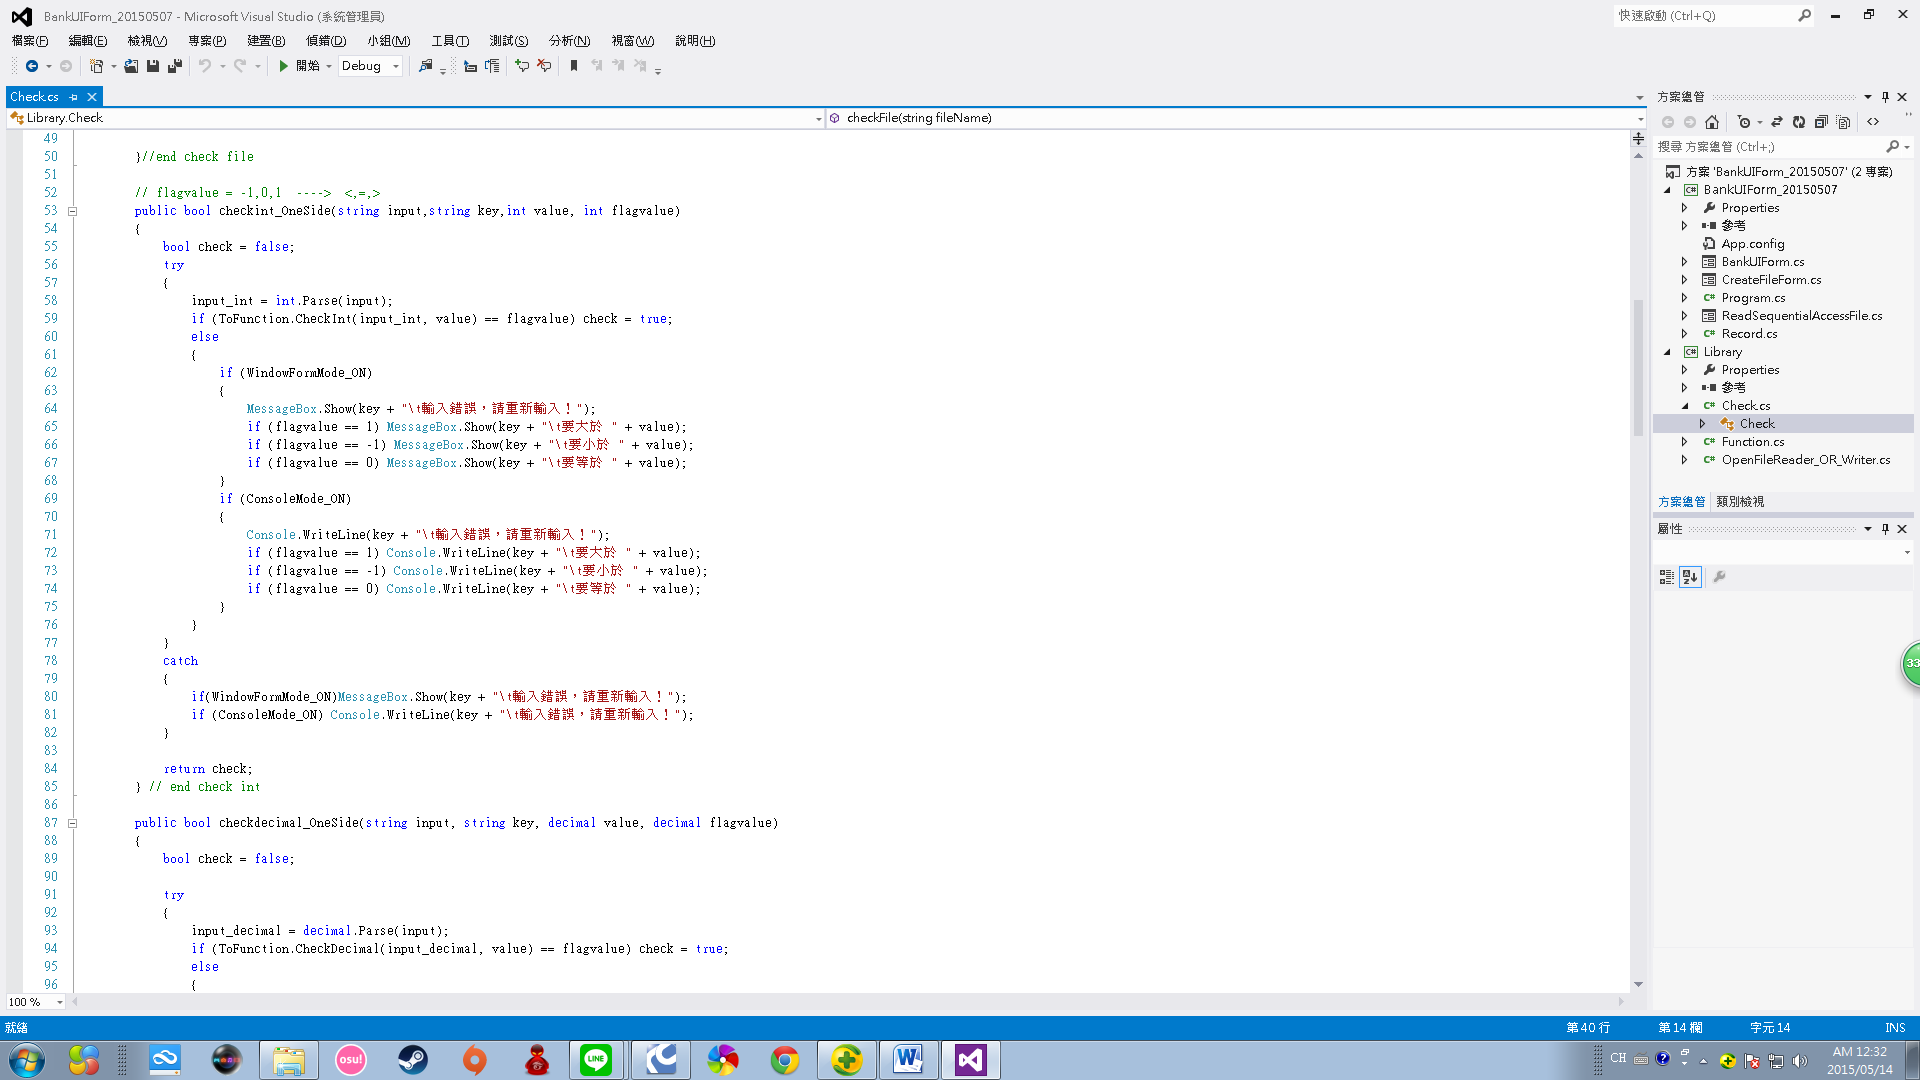 BankUIForm_20150507 - Microsoft Visual Studio (系統管理員)
快速啟動 (Ctrl+Q)
檔案(F) 編輯(E) 檢視(V) 專案(P) 建置(B) 偵錯(D) 小組(M) 工具(T) 測試(S) 分析(N) 視窗(W) 說明(H)
開始 Debug
Check.cs
Library.Check
checkFile(string fileName)
49
50 }//end check file
51
52 // flagvalue = -1,0,1 ----> <,=,>
53 public bool checkint_OneSide(string input,string key,int value, int flagvalue)
54 {
55 bool check = false;
56 try
57 {
58 input_int = int.Parse(input);
59 if (ToFunction.CheckInt(input_int, value) == flagvalue) check = true;
60 else
61 {
62 if (WindowFormMode_ON)
63 {
64 MessageBox.Show(key + "\t輸入錯誤，請重新輸入！");
65 if (flagvalue == 1) MessageBox.Show(key + "\t要大於 " + value);
66 if (flagvalue == -1) MessageBox.Show(key + "\t要小於 " + value);
67 if (flagvalue == 0) MessageBox.Show(key + "\t要等於 " + value);
68 }
69 if (ConsoleMode_ON)
70 {
71 Console.WriteLine(key + "\t輸入錯誤，請重新輸入！");
72 if (flagvalue == 1) Console.WriteLine(key + "\t要大於 " + value);
73 if (flagvalue == -1) Console.WriteLine(key + "\t要小於 " + value);
74 if (flagvalue == 0) Console.WriteLine(key + "\t要等於 " + value);
75 }
76 }
77 }
78 catch
79 {
80 if(WindowFormMode_ON)MessageBox.Show(key + "\t輸入錯誤，請重新輸入！");
81 if (ConsoleMode_ON) Console.WriteLine(key + "\t輸入錯誤，請重新輸入！");
82 }
83
84 return check;
85 } // end check int
86
87 public bool checkdecimal_OneSide(string input, string key, decimal value, decimal flagvalue)
88 {
89 bool check = false;
90
91 try
92 {
93 input_decimal = decimal.Parse(input);
94 if (ToFunction.CheckDecimal(input_decimal, value) == flagvalue) check = true;
95 else
96 {
100 %
方案總管
搜尋 方案總管 (Ctrl+;)
方案 'BankUIForm_20150507' (2 專案)
BankUIForm_20150507
Properties
參考
App.config
BankUIForm.cs
CreateFileForm.cs
Program.cs
ReadSequentialAccessFile.cs
Record.cs
Library
Properties
參考
Check.cs
Check
Function.cs
OpenFileReader_OR_Writer.cs
方案總管 類別檢視
屬性
33
就緒
第 40 行 第 14 欄 字元 14 INS
osu!
LINE
CH
AM 12:32
2015/05/14